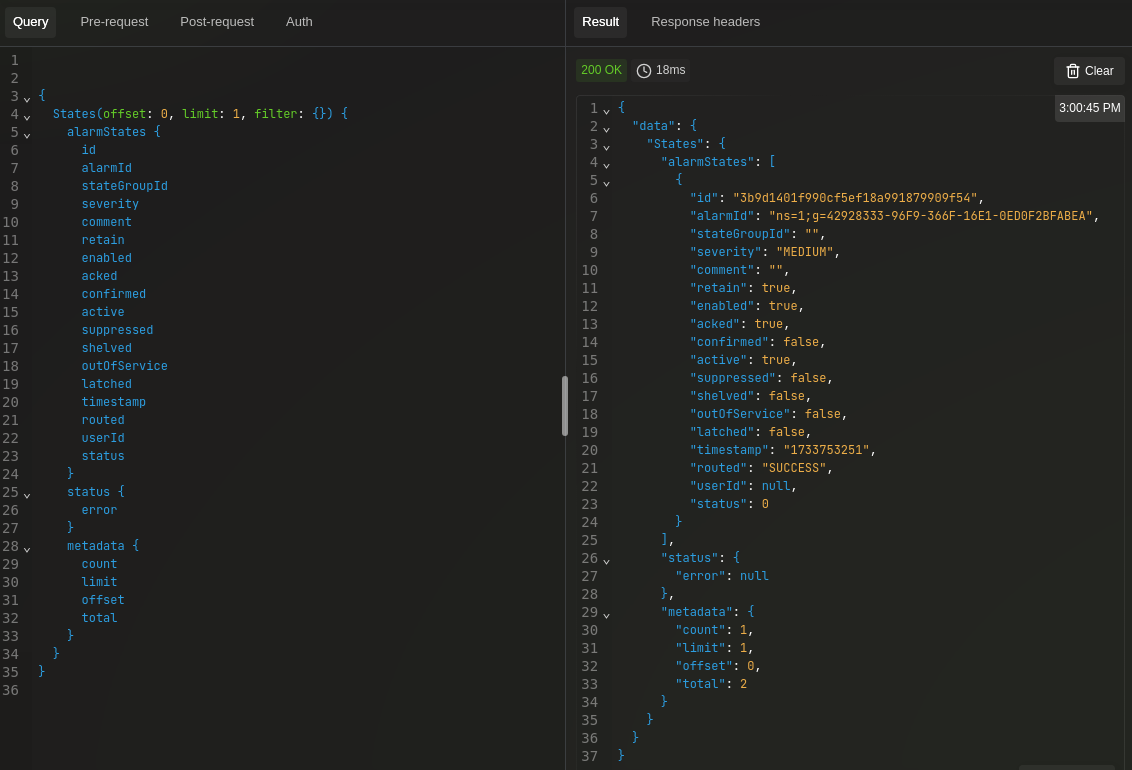 Query Pre-request Post-request Auth
1
2
3 {
4 States(offset: 0, limit: 1, filter: {}) {
5 alarmStates {
6 id
7 alarmId
8 stateGroupId
9 severity
10 comment
11 retain
12 enabled
13 acked
14 confirmed
15 active
16 suppressed
17 shelved
18 outOfService
19 latched
20 timestamp
21 routed
22 userId
23 status
24 }
25 status {
26 error
27 }
28 metadata {
29 count
30 limit
31 offset
32 total
33 }
34 }
35 }
36
Result Response headers
200 OK 18ms Clear
3:00:45 PM
1 {
2 "data": {
3 "States": {
4 "alarmStates": [
5 {
6 "id": "3b9d1401f990cf5ef18a991879909f54",
7 "alarmId": "ns=1;g=42928333-96F9-366F-16E1-0ED0F2BFABEA",
8 "stateGroupId": "",
9 "severity": "MEDIUM",
10 "comment": "",
11 "retain": true,
12 "enabled": true,
13 "acked": true,
14 "confirmed": false,
15 "active": true,
16 "suppressed": false,
17 "shelved": false,
18 "outOfService": false,
19 "latched": false,
20 "timestamp": "1733753251",
21 "routed": "SUCCESS",
22 "userId": null,
23 "status": 0
24 }
25 ],
26 "status": {
27 "error": null
28 },
29 "metadata": {
30 "count": 1,
31 "limit": 1,
32 "offset": 0,
33 "total": 2
34 }
35 }
36 }
37 }